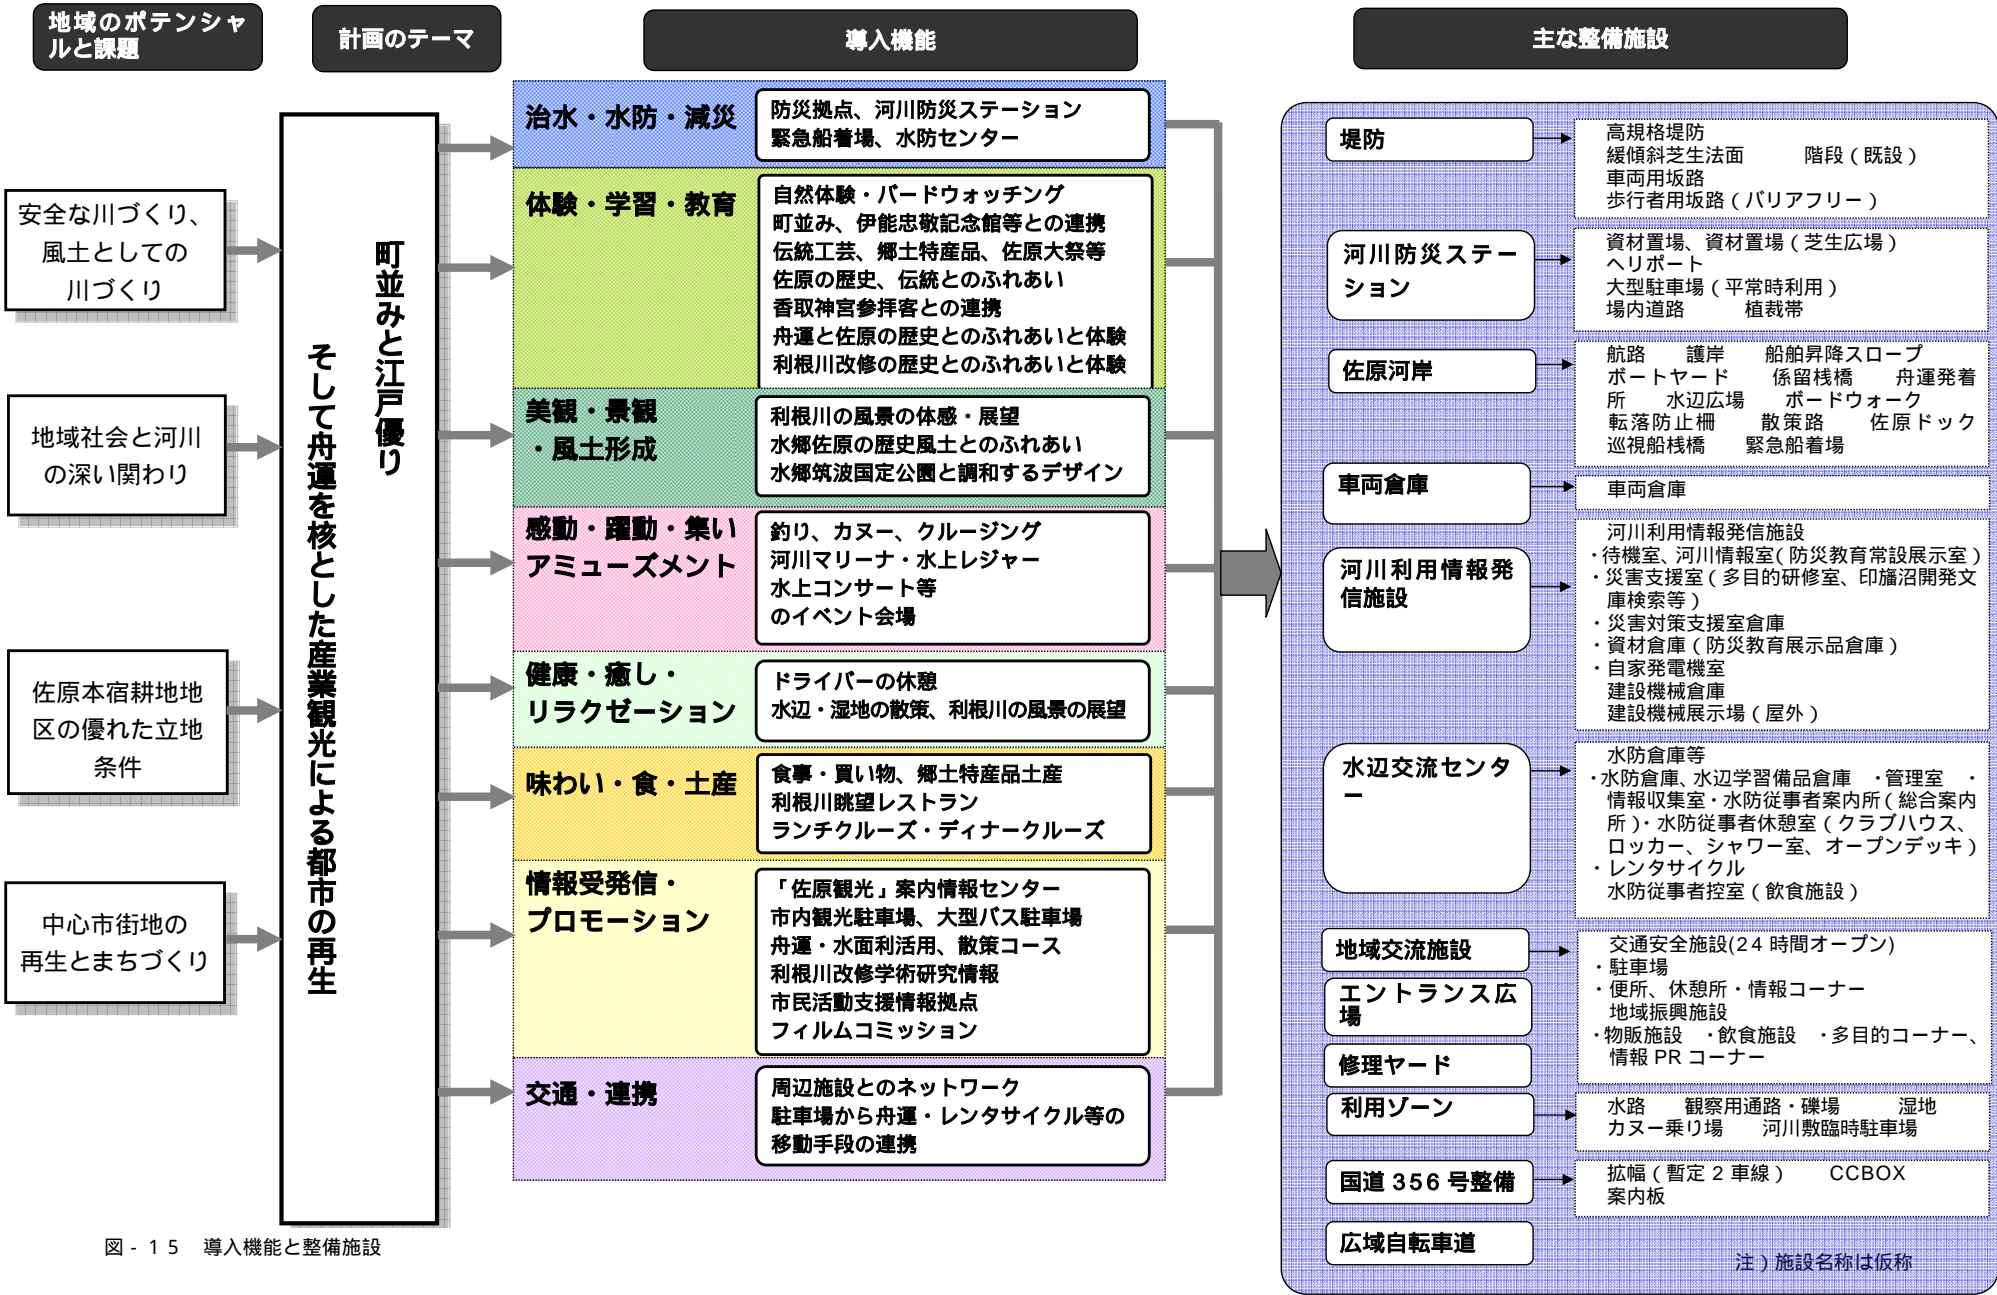 地域のポテンシャ
ルと課題
計画のテーマ
導入機能
主な整備施設
安全な川づくり、
風土としての
川づくり
地域社会と河川
の深い関わり
佐原本宿耕地地
区の優れた立地
条件
中心市街地の
再生とまちづくり
町並みと江戸優り
そして舟運を核とした産業観光による都市の再生
治水・水防・減災
防災拠点、河川防災ステーション
緊急船着場、水防センター
体験・学習・教育
自然体験・バードウォッチング
町並み、伊能忠敬記念館等との連携
伝統工芸、郷土特産品、佐原大祭等
佐原の歴史、伝統とのふれあい
香取神宮参拝客との連携
舟運と佐原の歴史とのふれあいと体験
利根川改修の歴史とのふれあいと体験
美観・景観
・風土形成
利根川の風景の体感・展望
水郷佐原の歴史風土とのふれあい
水郷筑波国定公園と調和するデザイン
感動・躍動・集い
アミューズメント
釣り、カヌー、クルージング
河川マリーナ・水上レジャー
水上コンサート等
のイベント会場
健康・癒し・
リラクゼーション
ドライバーの休憩
水辺・湿地の散策、利根川の風景の展望
味わい・食・土産
食事・買い物、郷土特産品土産
利根川眺望レストラン
ランチクルーズ・ディナークルーズ
情報受発信・
プロモーション
「佐原観光」案内情報センター
市内観光駐車場、大型バス駐車場
舟運・水面利活用、散策コース
利根川改修学術研究情報
市民活動支援情報拠点
フィルムコミッション
交通・連携
周辺施設とのネットワーク
駐車場から舟運・レンタサイクル等の
移動手段の連携
堤防
高規格堤防
緩傾斜芝生法面　　　階段（既設）
車両用坂路
歩行者用坂路（バリアフリー）
河川防災ステー
ション
資材置場、資材置場（芝生広場）
ヘリポート
大型駐車場（平常時利用）
場内道路　　　植裁帯
佐原河岸
航路　　護岸　　船舶昇降スロープ
ボートヤード　　係留桟橋　　舟運発着
所　　水辺広場　　ボードウォーク
転落防止柵　　散策路　　佐原ドック
巡視船桟橋　　緊急船着場
車両倉庫
車両倉庫
河川利用情報発
信施設
河川利用情報発信施設
・待機室、河川情報室（防災教育常設展示室）
・災害支援室（多目的研修室、印旛沼開発文
庫検索等）
・災害対策支援室倉庫
・資材倉庫（防災教育展示品倉庫）
・自家発電機室
建設機械倉庫
建設機械展示場（屋外）
水辺交流センタ
ー
水防倉庫等
・水防倉庫、水辺学習備品倉庫　・管理室　・
情報収集室・水防従事者案内所（総合案内
所）・水防従事者休憩室（クラブハウス、
ロッカー、シャワー室、オープンデッキ）
・レンタサイクル
水防従事者控室（飲食施設）
地域交流施設
交通安全施設(24 時間オープン)
・駐車場
・便所、休憩所・情報コーナー
地域振興施設
・物販施設　・飲食施設　・多目的コーナー、
情報 PR コーナー
エントランス広
場
修理ヤード
利用ゾーン
水路　　観察用通路・礫場　　　湿地
カヌー乗り場　　河川敷臨時駐車場
国道 356 号整備
拡幅（暫定 2 車線）　　CCBOX
案内板
広域自転車道
注）施設名称は仮称
図 - １５　導入機能と整備施設